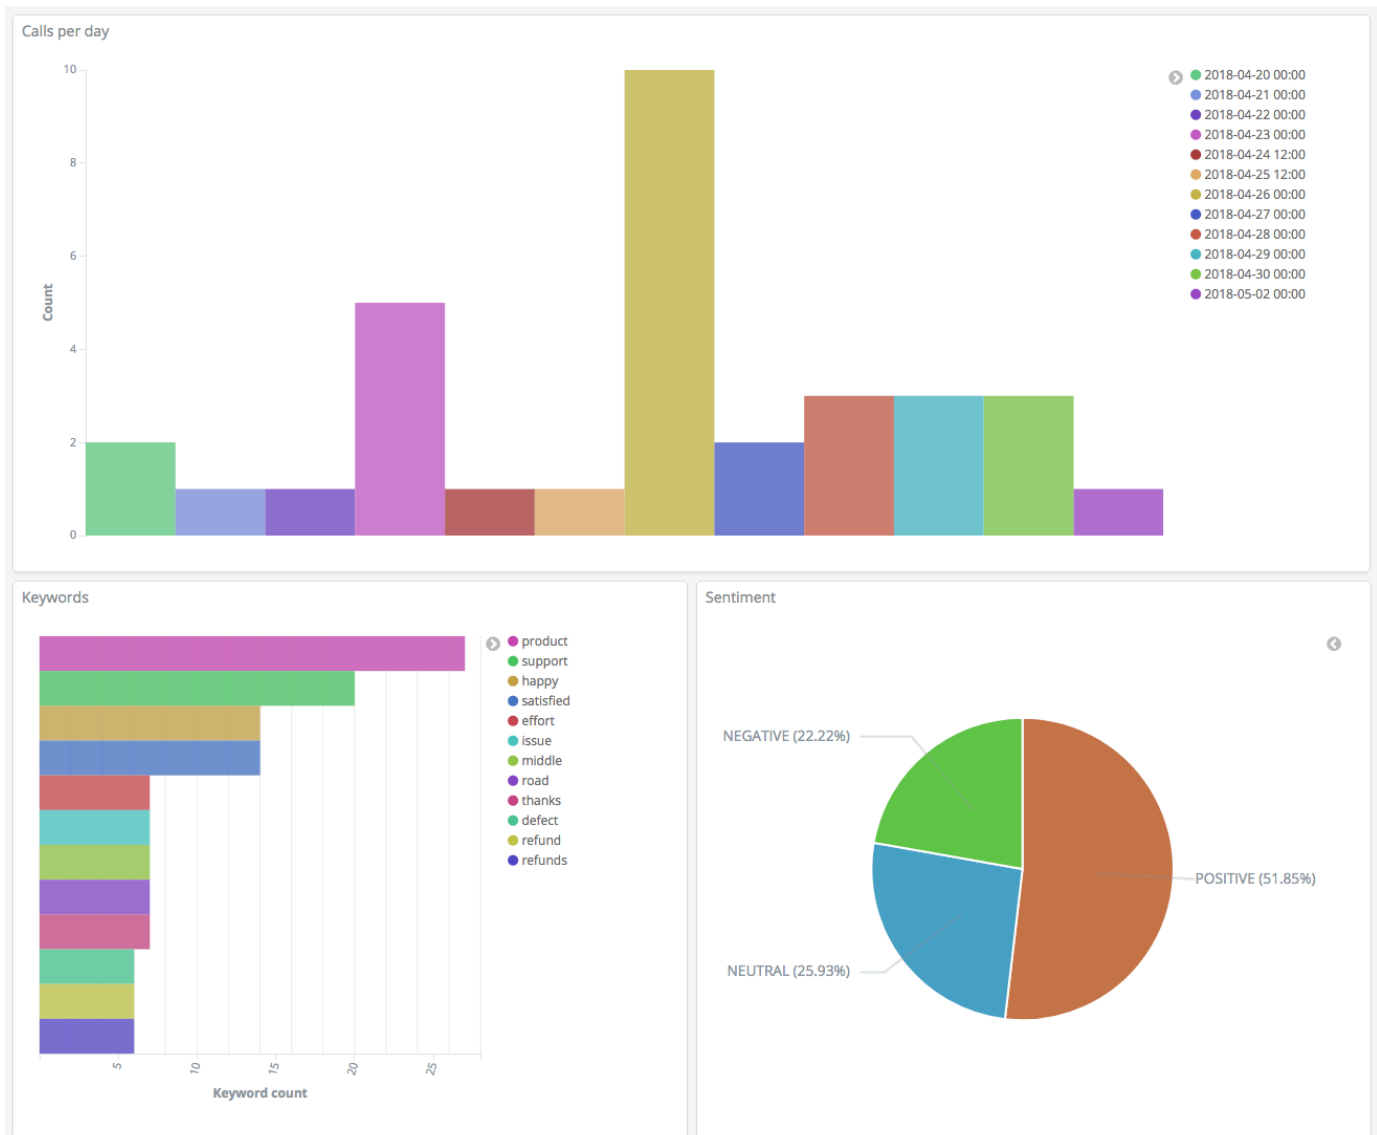 Calls per day
10
8
6
4
2
0
Count
2018-04-20 00:00
2018-04-21 00:00
2018-04-22 00:00
2018-04-23 00:00
2018-04-24 12:00
2018-04-25 12:00
2018-04-26 00:00
2018-04-27 00:00
2018-04-28 00:00
2018-04-29 00:00
2018-04-30 00:00
2018-05-02 00:00
Keywords
product
support
happy
satisfied
effort
issue
middle
road
thanks
defect
refund
refunds
5
10
15
20
25
Keyword count
Sentiment
NEGATIVE (22.22%)
POSITIVE (51.85%)
NEUTRAL (25.93%)